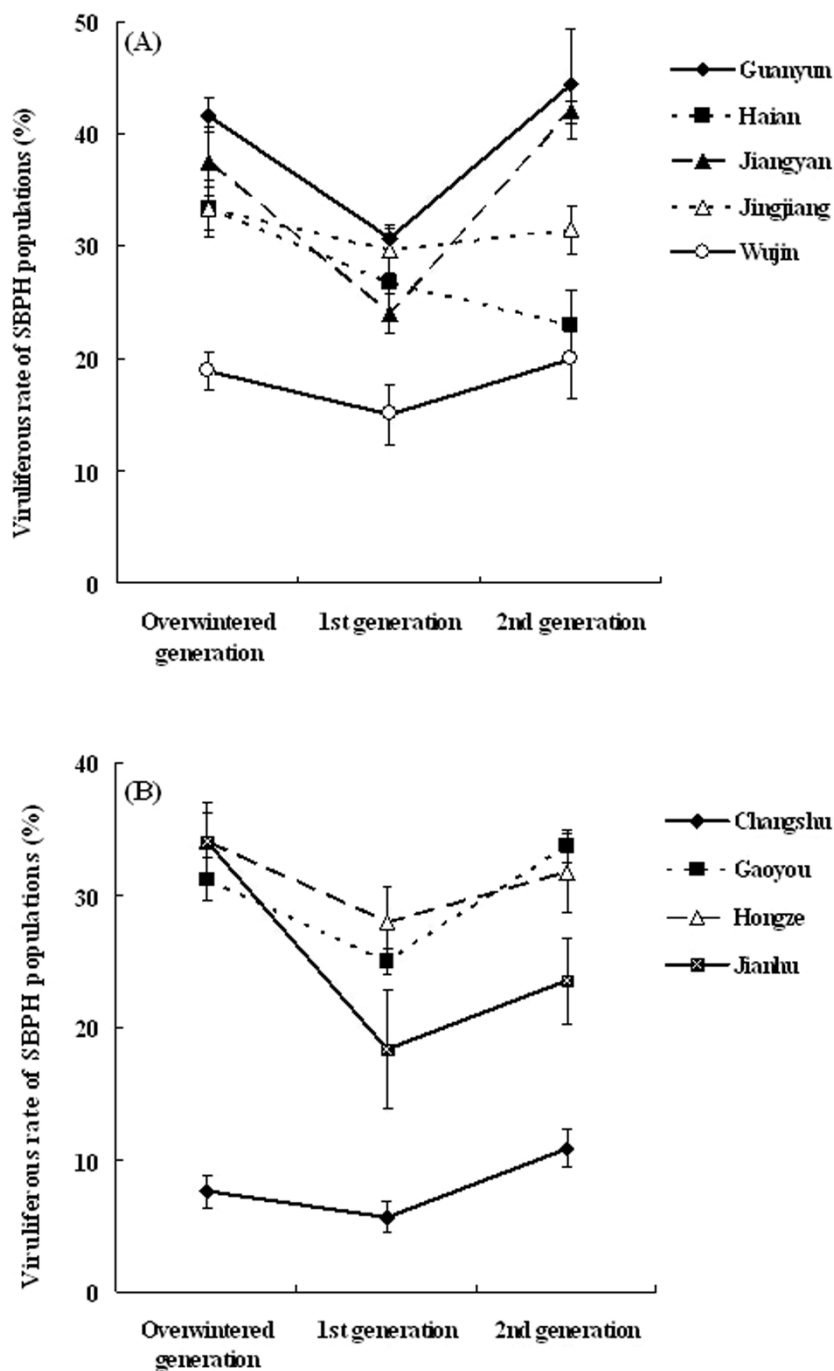 (A)
Viruliferous rate of SBPH populations (%)
50
40
30
20
10
0
Overwintered
generation
1st generation
2nd generation
Guanyun
Haian
Jiangyan
Jingjiang
Wujin
(B)
Viruliferous rate of SBPH populations (%)
40
30
20
10
0
Overwintered
generation
1st generation
2nd generation
Changshu
Gaoyou
Hongze
Jianhu